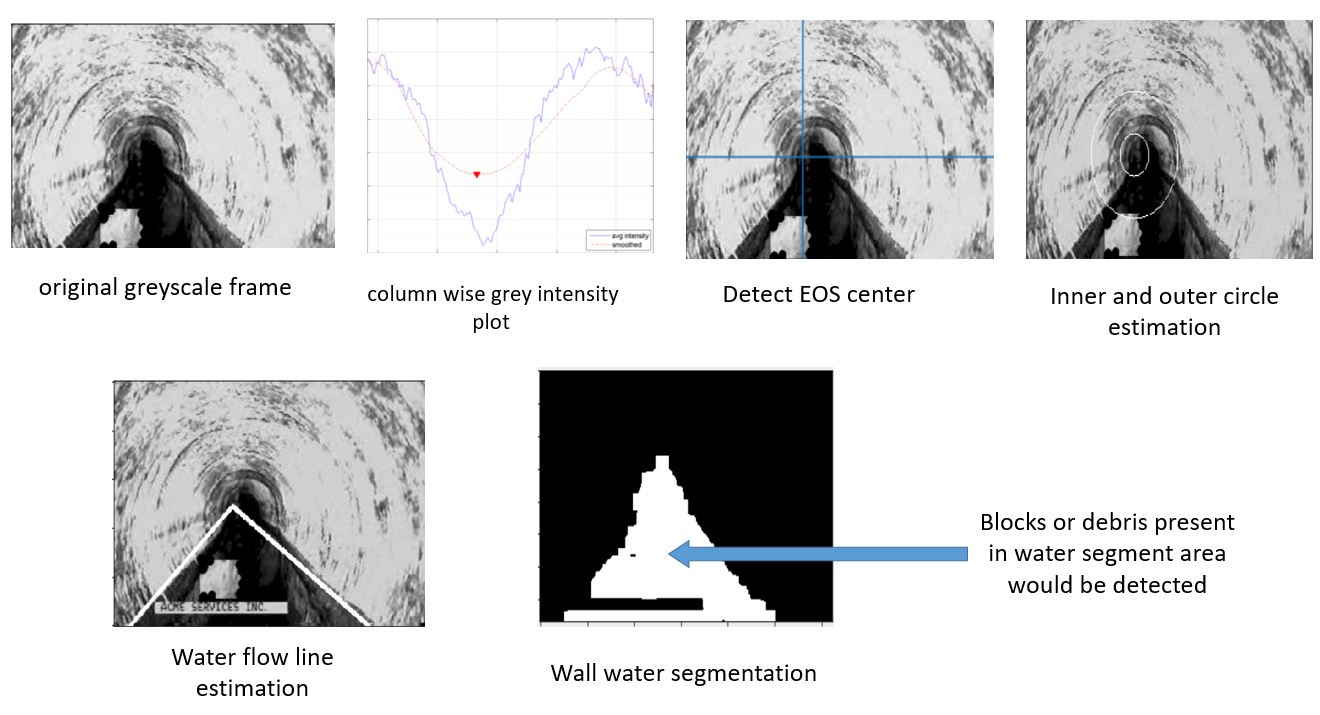 avg intensity
smoothed
original greyscale frame
column wise grey intensity
plot
Detect EOS center
Inner and outer circle
estimation
ACME SERVICES INC.
Blocks or debris present
in water segment area
would be detected
Water flow line
estimation
Wall water segmentation